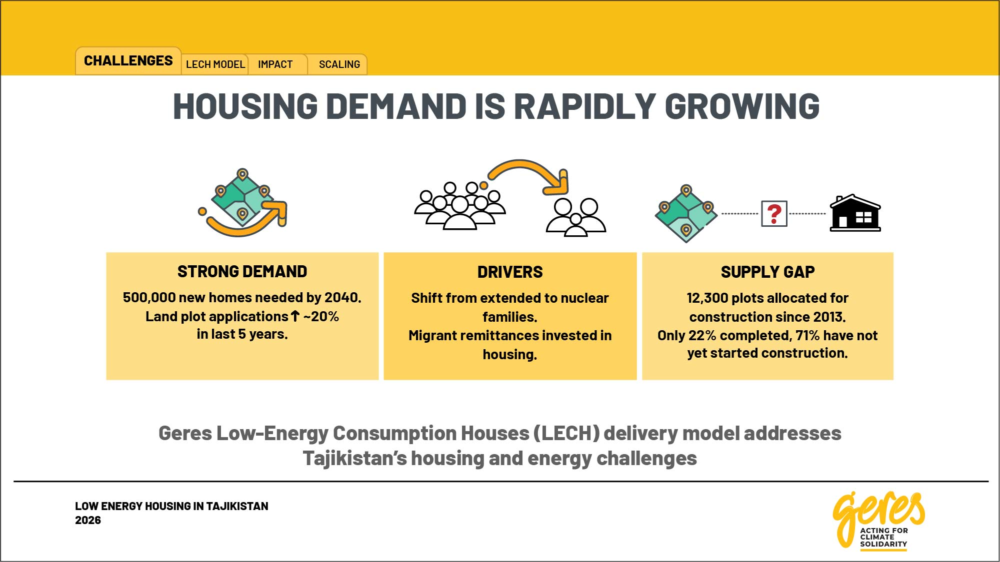 CHALLENGES
LECH MODEL
IMPACT
SCALING
HOUSING DEMAND IS RAPIDLY GROWING
?
STRONG DEMAND
500,000 new homes needed by 2040.
Land plot applications↑ ~20%
in last 5 years.
DRIVERS
Shift from extended to nuclear
families.
Migrant remittances invested in
housing.
SUPPLY GAP
12,300 plots allocated for
construction since 2013.
Only 22% completed, 71% have not
yet started construction.
Geres Low-Energy Consumption Houses (LECH) delivery model addresses
Tajikistan’s housing and energy challenges
LOW ENERGY HOUSING IN TAJIKISTAN
2026
geres
ACTING FOR
CLIMATE
SOLIDARITY